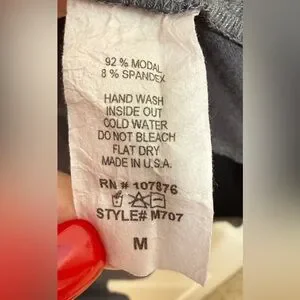 92 % MODAL
8 % SPANDEX
HAND WASH
INSIDE OUT
COLD WATER
DO NOT BLEACH
FLAT DRY
MADE IN U.S.A.
RN # 107876
STYLE# M707
M